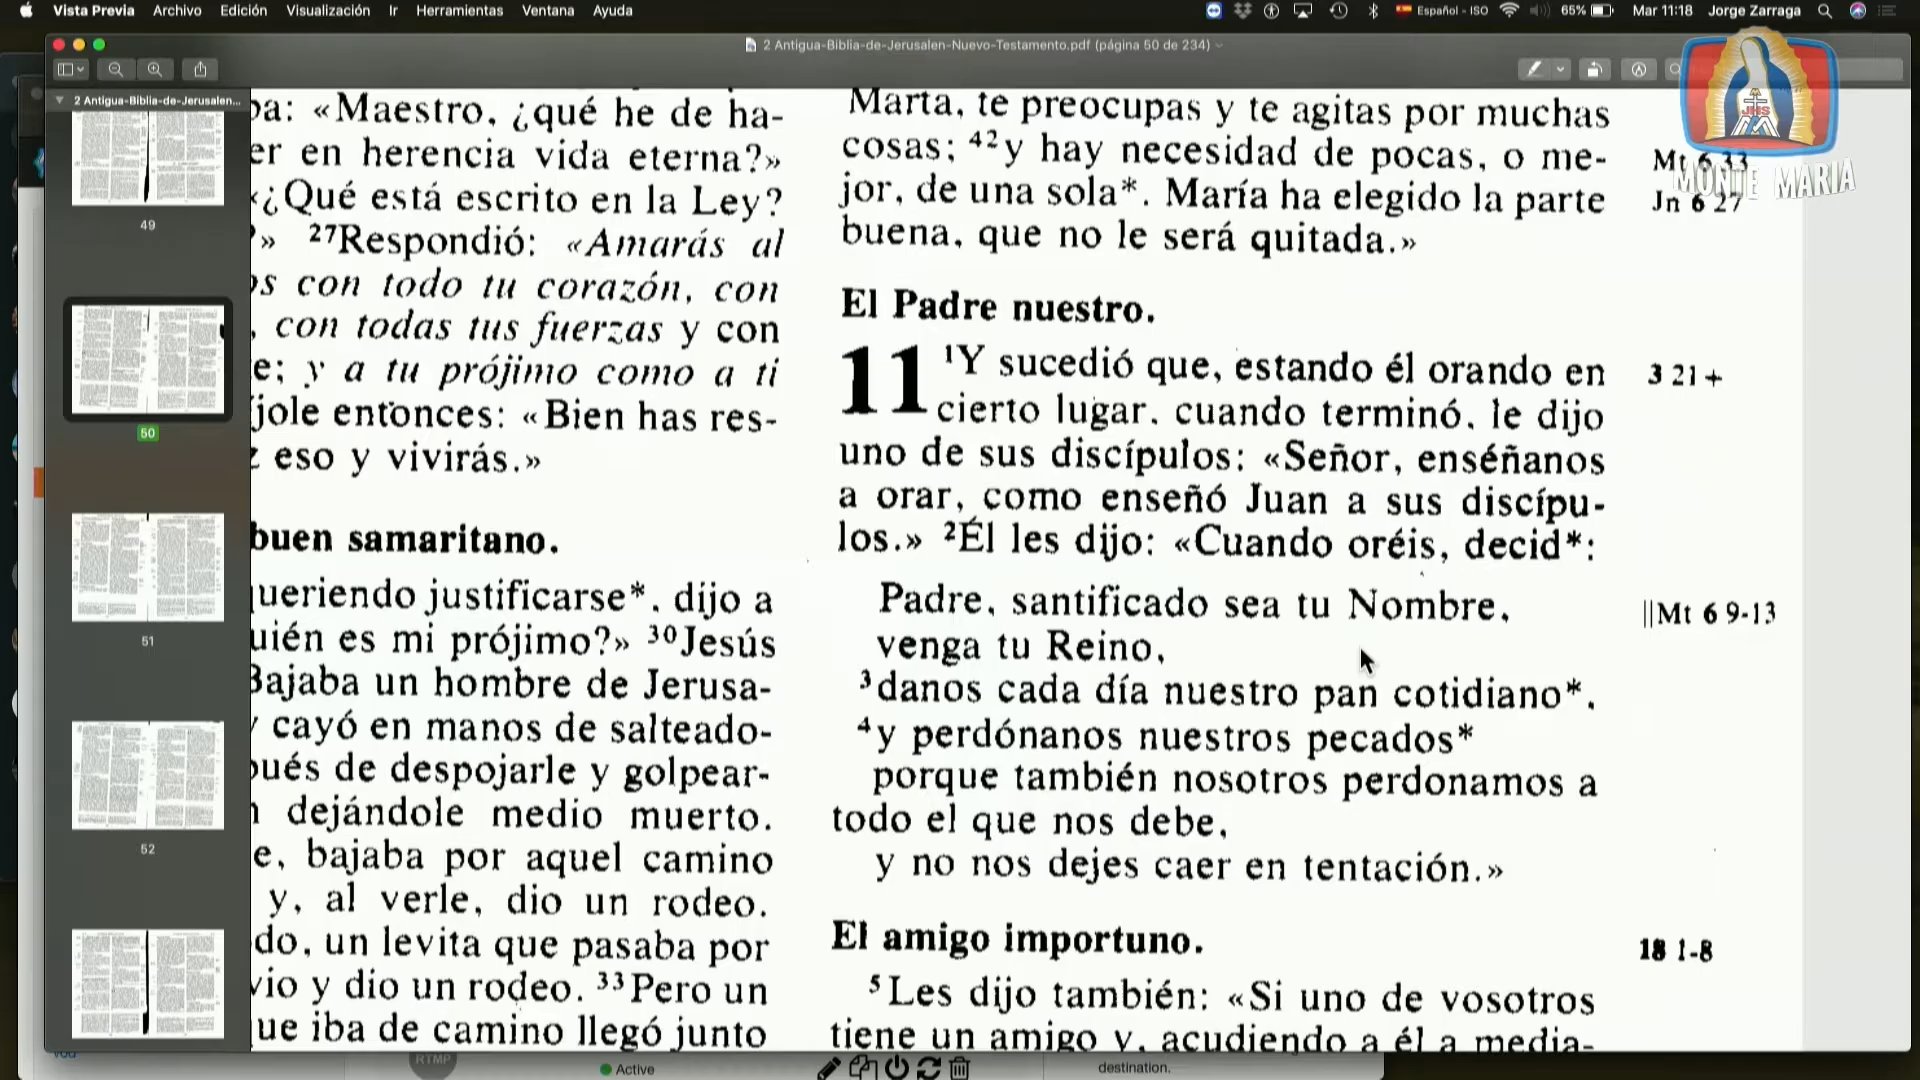 Vista Previa Archivo Edición Visualización Ir Herramientas Ventana Ayuda
Español - ISO 65% Mar 11:18 Jorge Zarraga
2 Antigua-Biblia-de-Jerusalen-Nuevo-Testamento.pdf (página 50 de 234)
2 Antigua-Biblia-de-Jerusalen...
49
50
51
52
ba: «Maestro, ¿qué he de ha-
er en herencia vida eterna?»
«¿Qué está escrito en la Ley?
» 27Respondió: «Amarás al
os con todo tu corazón, con
, con todas tus fuerzas y con
e; y a tu prójimo como a ti
íjole entonces: «Bien has res-
z eso y vivirás.»
buen samaritano.
queriendo justificarse*, dijo a
uién es mi prójimo?» 30Jesús
Bajaba un hombre de Jerusa-
y cayó en manos de salteado-
pués de despojarle y golpear-
n dejándole medio muerto.
e, bajaba por aquel camino
y, al verle, dio un rodeo.
do, un levita que pasaba por
vio y dio un rodeo. 33Pero un
que iba de camino llegó junto
Marta, te preocupas y te agitas por muchas
cosas; 42y hay necesidad de pocas, o me-
jor, de una sola*. María ha elegido la parte
buena, que no le será quitada.»
Mt 6 33
Jn 6 27
El Padre nuestro.
11 1Y sucedió que, estando él orando en
cierto lugar, cuando terminó, le dijo
uno de sus discípulos: «Señor, enséñanos
a orar, como enseñó Juan a sus discípu-
los.» 2Él les dijo: «Cuando oréis, decid*:
3 21+
Padre, santificado sea tu Nombre,
venga tu Reino,
3danos cada día nuestro pan cotidiano*,
4y perdónanos nuestros pecados*
porque también nosotros perdonamos a
todo el que nos debe,
y no nos dejes caer en tentación.»
||Mt 6 9-13
El amigo importuno.
18 1-8
5Les dijo también: «Si uno de vosotros
tiene un amigo y, acudiendo a él a media-
JHS
MONTE MARIA
RTMP
Active
destination.